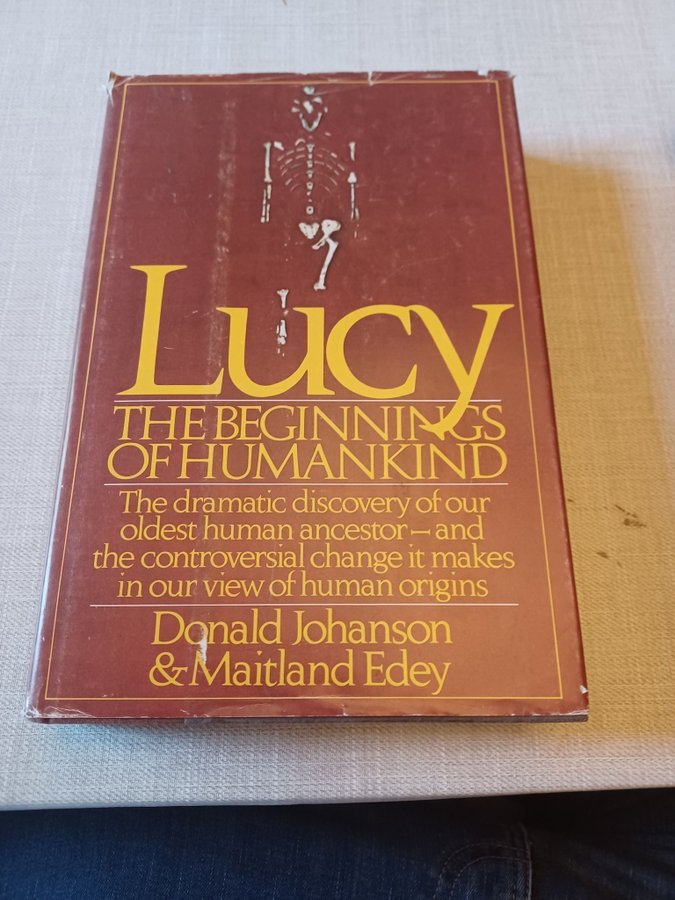 Lucy
THE BEGINNINGS
OF HUMANKIND
The dramatic discovery of our
oldest human ancestor—and
the controversial change it makes
in our view of human origins
Donald Johanson
& Maitland Edey